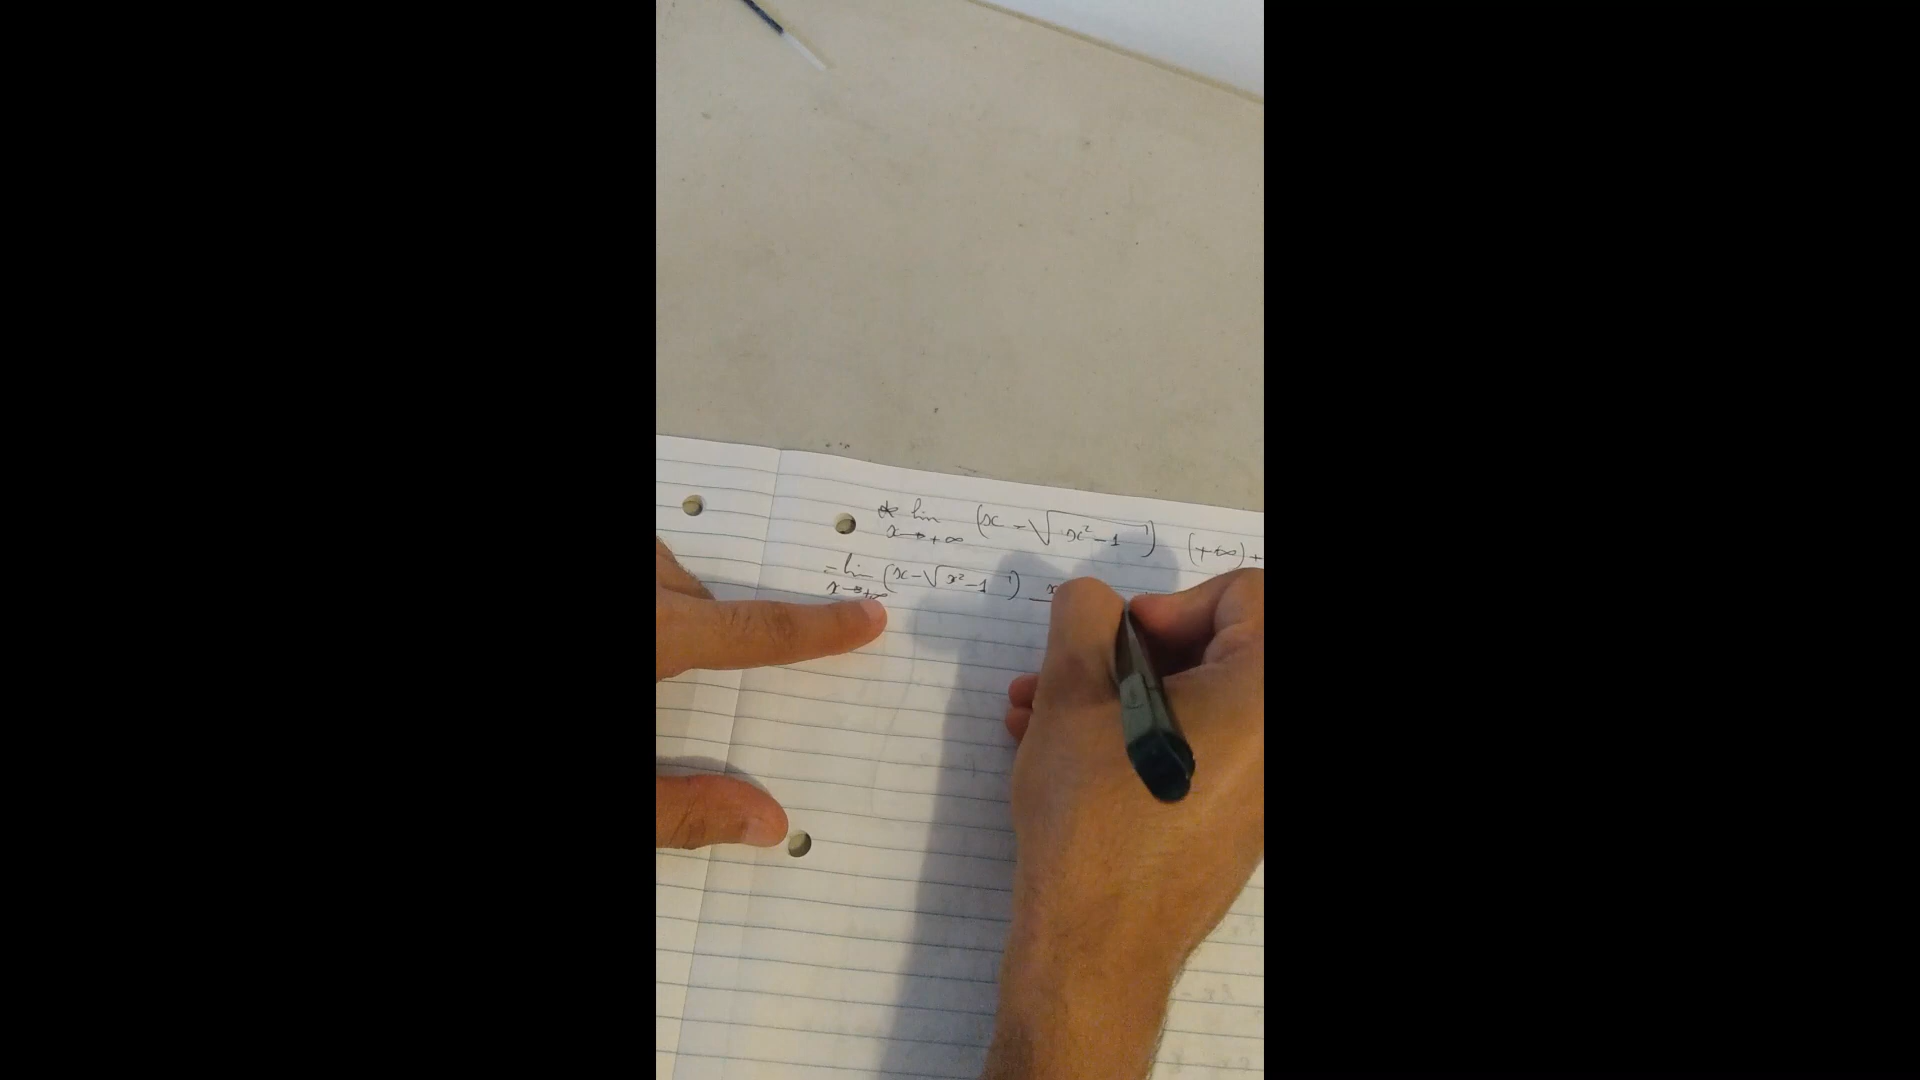 * lim (x - √(x² - 1)) (+∞) +
x→+∞
= lim (x - √(x² - 1)) x
x→+∞